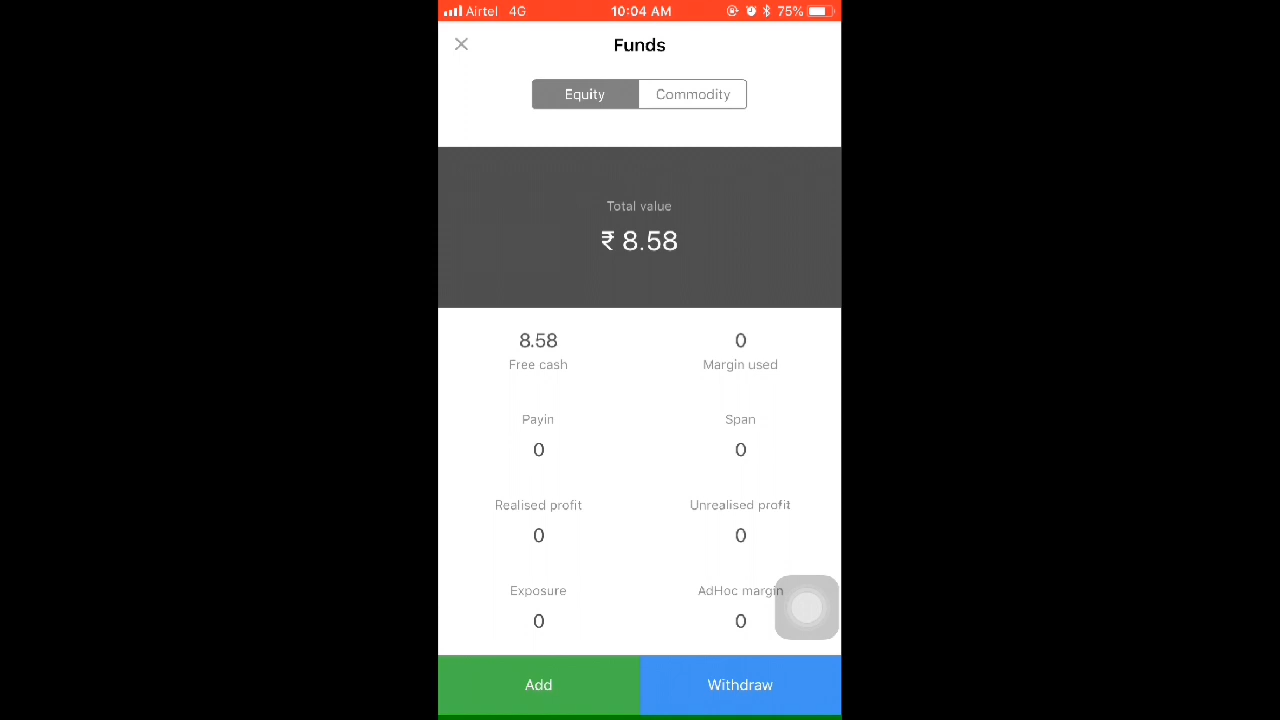 Airtel 4G 10:04 AM 75%
Funds
Equity Commodity
Total value
₹ 8.58
8.58 0
Free cash Margin used
Payin Span
0 0
Realised profit Unrealised profit
0 0
Exposure AdHoc margin
0 0
Add Withdraw